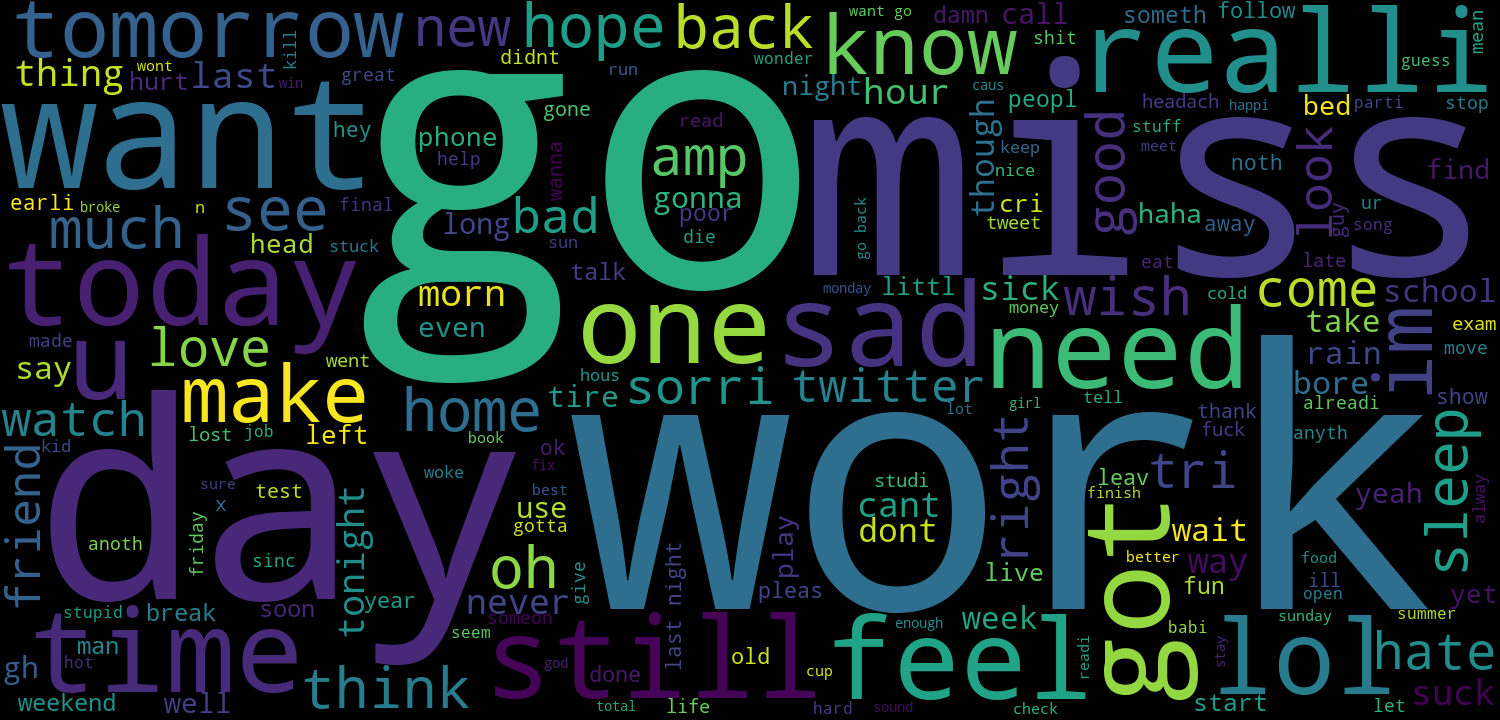 tomorrow
new
hope
back
want go
damn
call
someth
follow
mean
kill
didnt
know
shit
realli
guess
thing
wont
hurt
last
win
great
run
wonder
night
hour
caus
peopl
headach
happi
bed
parti
stop
want
go
miss
hey
phone
help
gone
wanna
read
amp
gonna
poor
die
though
keep
nice
good
stuff
meet
noth
look
find
earli
broke
n
final
much
see
long
bad
sun
go back
cri
tweet
haha
away
ur
guy
song
head
stuck
talk
eat
late
today
morn
even
one
monday
littl
sad
sick
money
wish
cold
come
school
made
u
love
went
need
take
exam
say
make
home
hous
tire
sorri
twitter
rain
im
move
bore
show
watch
lost
job
left
book
lot
girl
tell
thank
alreadi
kid
ok
fuck
anyth
friend
day
sure
x
test
woke
fix
best
work
studi
cant
dont
right
leav
tri
finish
yeah
sleep
alway
use
gotta
anoth
friday
sinc
tonight
oh
play
got
wait
better
way
food
give
live
fun
ill
open
yet
stupid
break
soon
year
never
last night
pleas
someon
seem
enough
week
babi
sunday
summer
time
man
still
feel
lol
hate
gh
hot
think
god
done
old
cup
readi
stay
suck
weekend
well
total
life
hard
sound
check
start
let